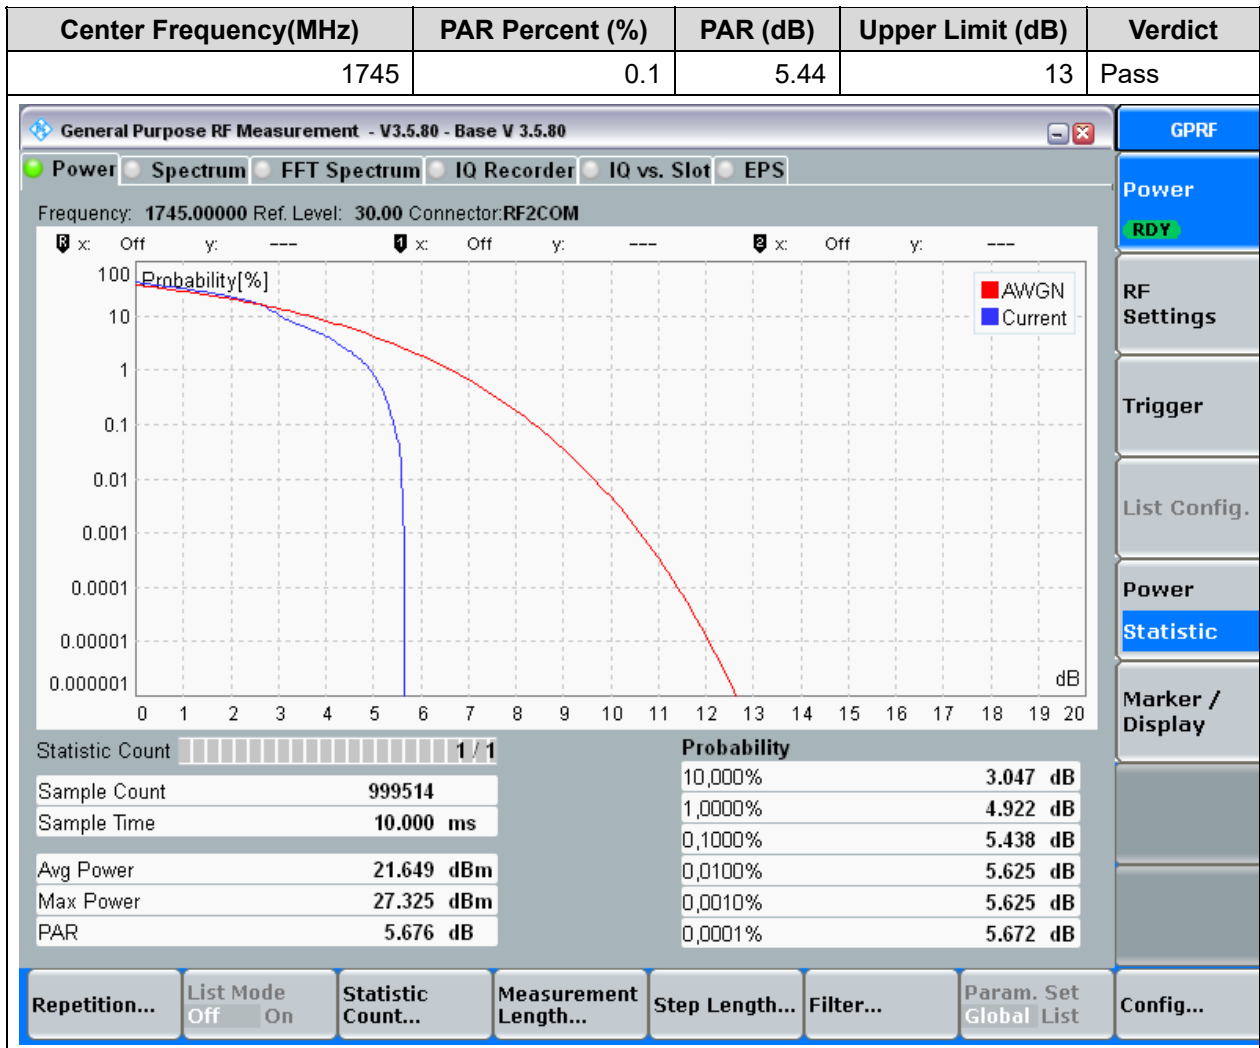 Center Frequency(MHz) PAR Percent (%) PAR (dB) Upper Limit (dB) Verdict
1745 0.1 5.44 13 Pass
General Purpose RF Measurement - V3.5.80 - Base V 3.5.80
GPRF
Power Spectrum FFT Spectrum IQ Recorder IQ vs. Slot EPS
Frequency: 1745.00000 Ref. Level: 30.00 Connector:RF2COM
R x: Off y: --- 1 x: Off y: --- 2 x: Off y: ---
Probability[%]
100
10
1
0.1
0.01
0.001
0.0001
0.00001
0.000001
AWGN
Current
dB
0 1 2 3 4 5 6 7 8 9 10 11 12 13 14 15 16 17 18 19 20
Statistic Count 1 / 1
Sample Count 999514
Sample Time 10.000 ms
Avg Power 21.649 dBm
Max Power 27.325 dBm
PAR 5.676 dB
Probability
10,000% 3.047 dB
1,0000% 4.922 dB
0,1000% 5.438 dB
0,0100% 5.625 dB
0,0010% 5.625 dB
0,0001% 5.672 dB
Power
RDY
RF
Settings
Trigger
List Config.
Power
Statistic
Marker /
Display
Repetition...
List Mode
Off On
Statistic
Count...
Measurement
Length...
Step Length...
Filter...
Param. Set
Global List
Config...